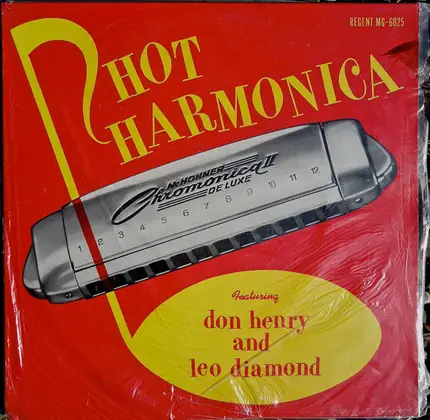 REGENT MG-6025
HOT
HARMONICA
M. HOHNER
Chromonica II
DE LUXE
1 2 3 4 5 6 7 8 9 10 11 12
Featuring
don henry
and
leo diamond